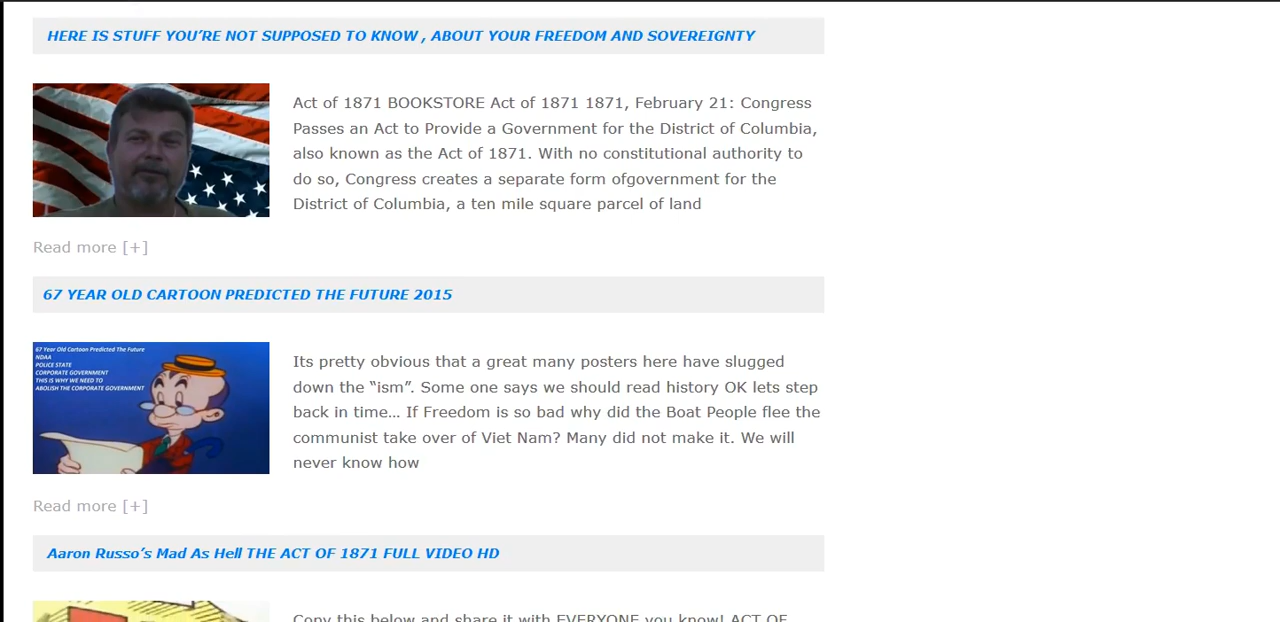 HERE IS STUFF YOU’RE NOT SUPPOSED TO KNOW , ABOUT YOUR FREEDOM AND SOVEREIGNTY
Act of 1871 BOOKSTORE Act of 1871 1871, February 21: Congress
Passes an Act to Provide a Government for the District of Columbia,
also known as the Act of 1871. With no constitutional authority to
do so, Congress creates a separate form ofgovernment for the
District of Columbia, a ten mile square parcel of land
Read more [+]
67 YEAR OLD CARTOON PREDICTED THE FUTURE 2015
67 Year Old Cartoon Predicted The Future
NDAA
POLICE STATE
CORPORATE GOVERNMENT
THIS IS WHY WE NEED TO
ABOLISH THE CORPORATE GOVERNMENT
Its pretty obvious that a great many posters here have slugged
down the “ism”. Some one says we should read history OK lets step
back in time… If Freedom is so bad why did the Boat People flee the
communist take over of Viet Nam? Many did not make it. We will
never know how
Read more [+]
Aaron Russo’s Mad As Hell THE ACT OF 1871 FULL VIDEO HD
Copy this below and share it with EVERYONE you know! ACT OF